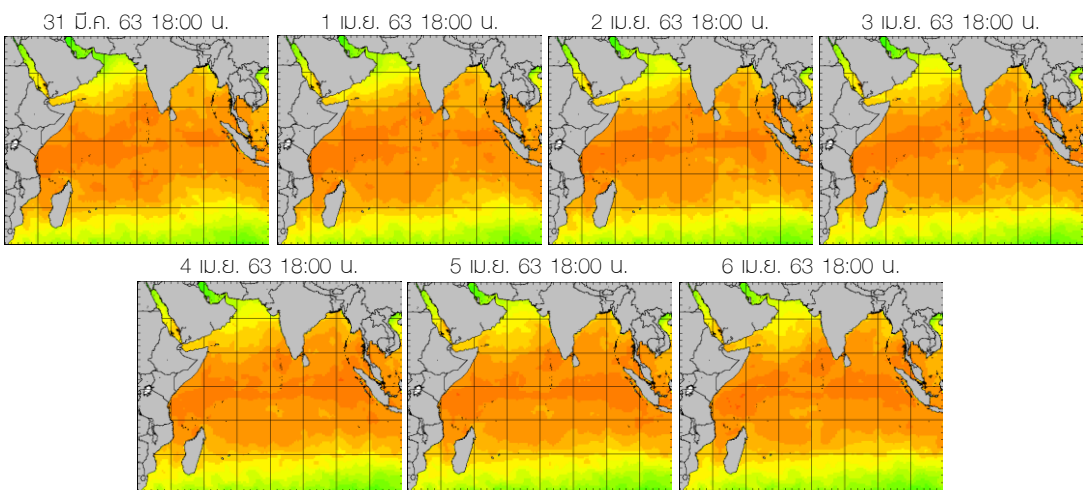 31 มี.ค. 63 18:00 น.
1 เม.ย. 63 18:00 น.
2 เม.ย. 63 18:00 น.
3 เม.ย. 63 18:00 น.
4 เม.ย. 63 18:00 น.
5 เม.ย. 63 18:00 น.
6 เม.ย. 63 18:00 น.